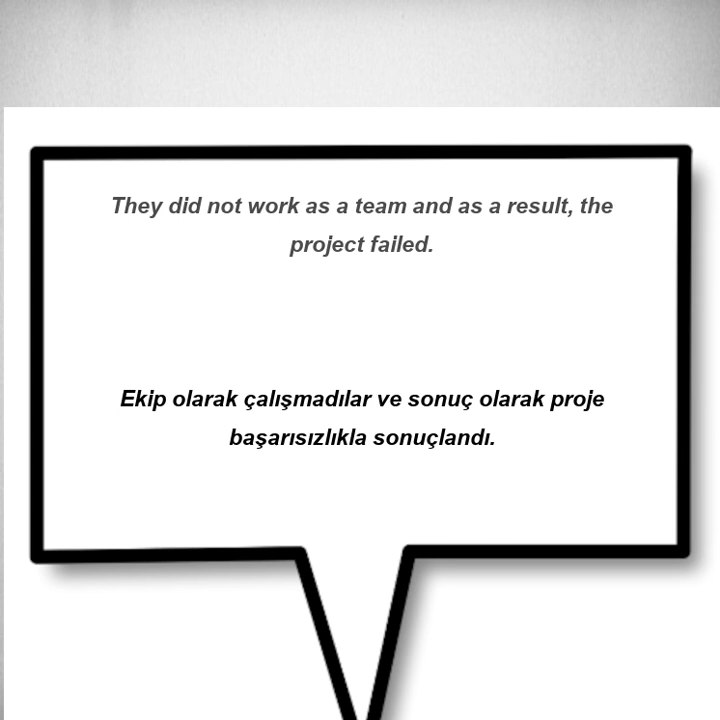 They did not work as a team and as a result, the
project failed.
Ekip olarak çalışmadılar ve sonuç olarak proje
başarısızlıkla sonuçlandı.